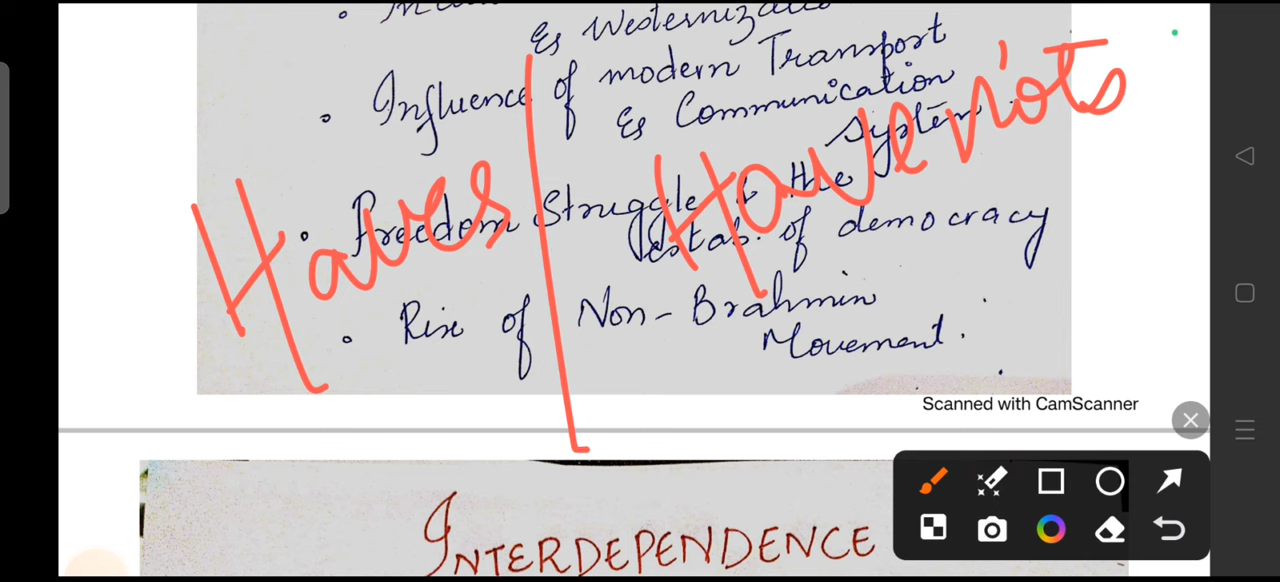 & Westerniz
• Influence of modern Transport
& Communication
System.
• Freedom Struggle & the
estab. of democracy
• Rise of Non-Brahmin
Movement.
Haves
Have nots
Scanned with CamScanner
INTERDEPENDENCE